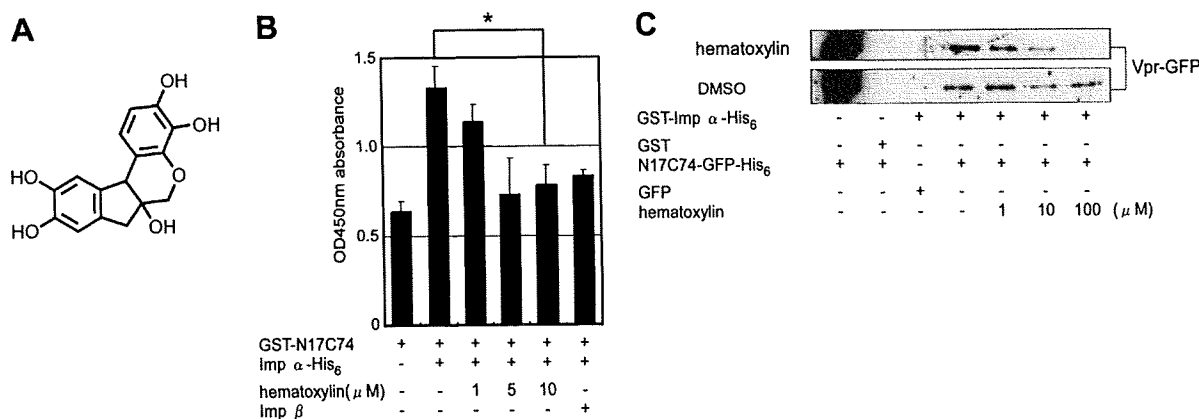 A
OH
OH
O
HO
HO
OH
B
*
1.5
1.0
0.5
0
OD450nm absorbance
GST-N17C74 + + + + + +
Imp α-His6 - + + + + +
hematoxylin(μM) - - 1 5 10 -
Imp β - - - - - +
C
hematoxylin
DMSO
Vpr-GFP
GST-Imp α-His6 - - + + + + +
GST - + - - - - -
N17C74-GFP-His6 + + - + + + +
GFP - - + - - - -
hematoxylin - - - - 1 10 100 (μM)